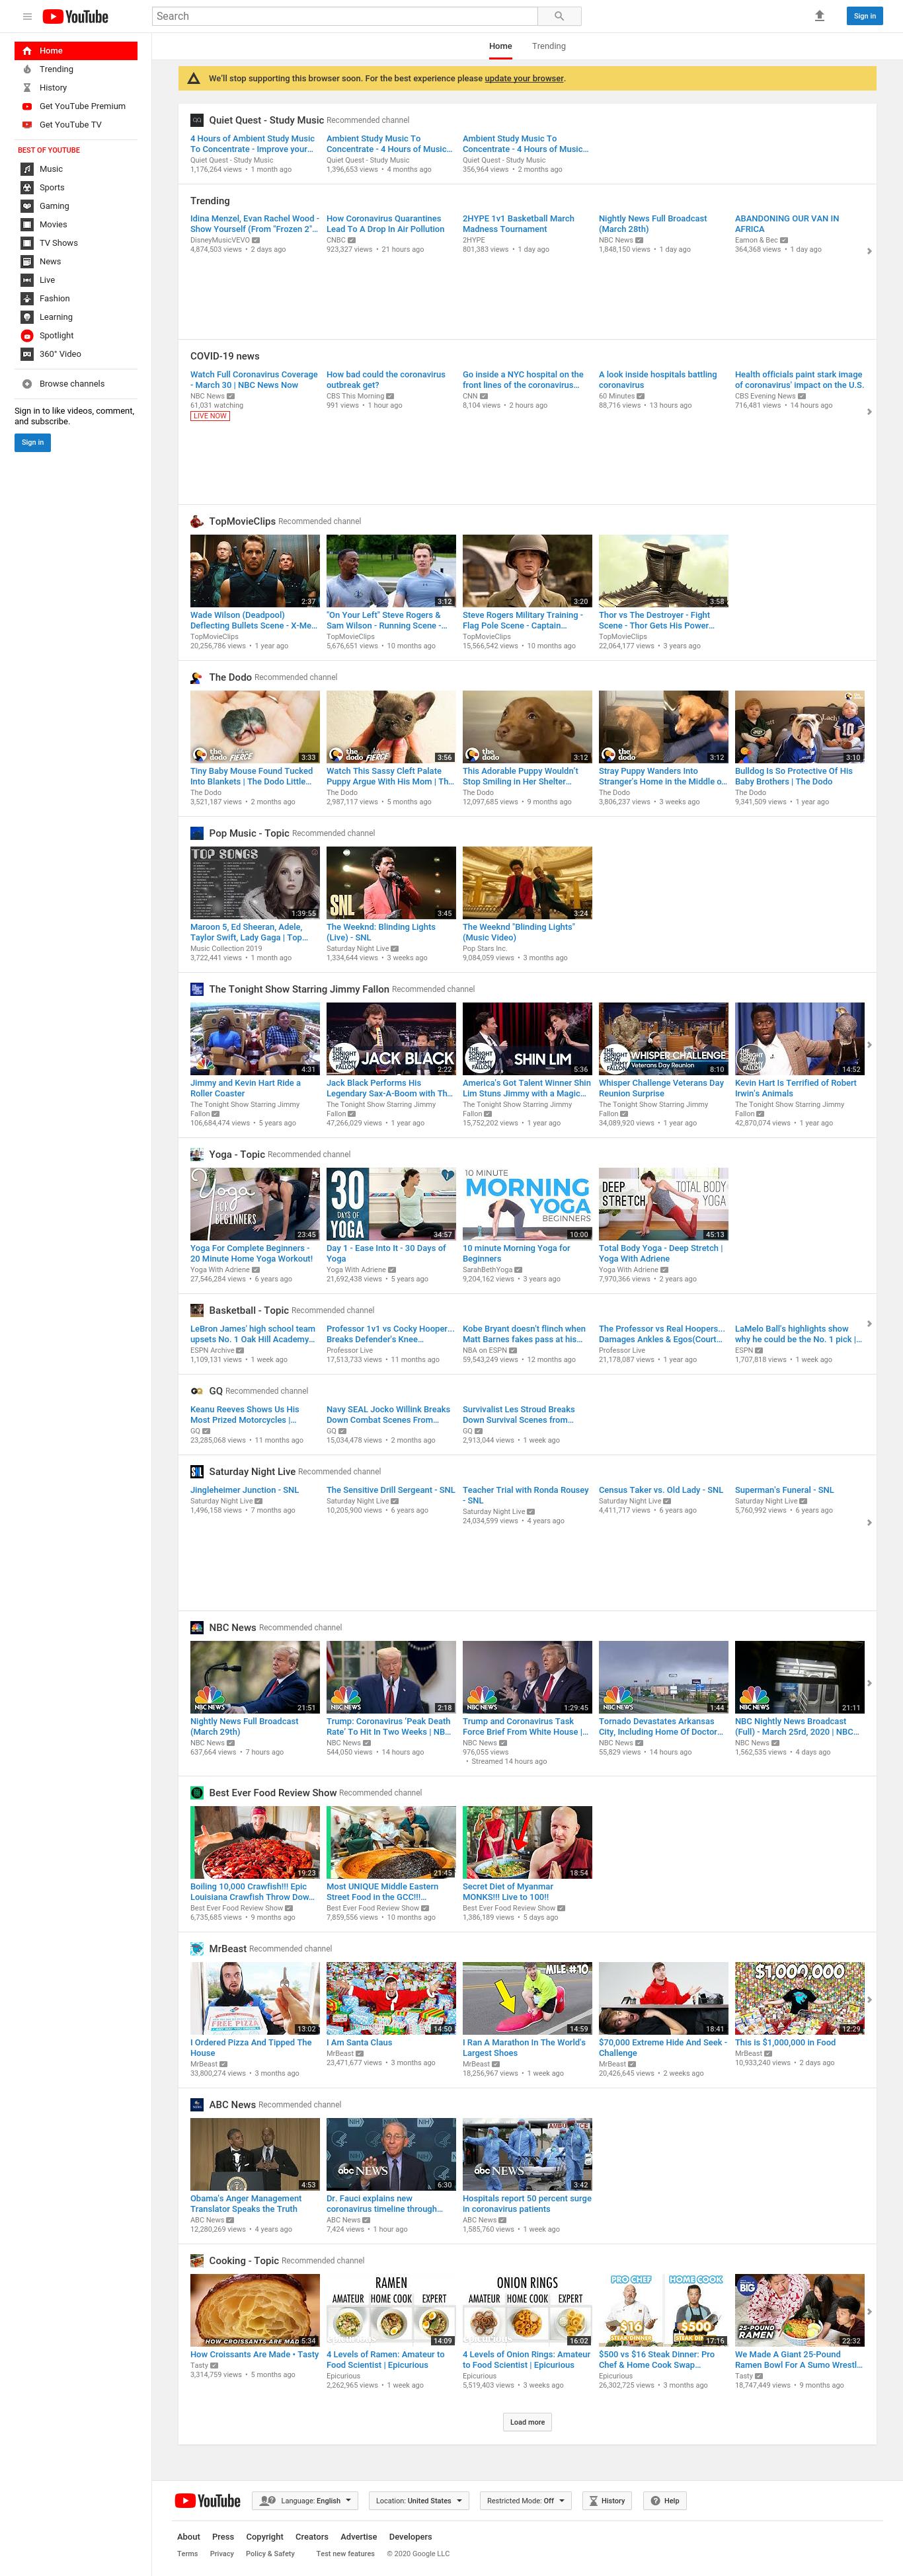 YouTube
Search
Sign in
Home
Trending
History
Get YouTube Premium
Get YouTube TV
BEST OF YOUTUBE
Music
Sports
Gaming
Movies
TV Shows
News
Live
Fashion
Learning
Spotlight
360° Video
Browse channels
Sign in to like videos, comment,
and subscribe.
Sign in
Home Trending
We'll stop supporting this browser soon. For the best experience please update your browser.
Quiet Quest - Study Music Recommended channel
4 Hours of Ambient Study Music
To Concentrate - Improve your...
Quiet Quest - Study Music
1,176,264 views • 1 month ago
Ambient Study Music To
Concentrate - 4 Hours of Music...
Quiet Quest - Study Music
1,396,653 views • 4 months ago
Ambient Study Music To
Concentrate - 4 Hours of Music...
Quiet Quest - Study Music
356,964 views • 2 months ago
Trending
Idina Menzel, Evan Rachel Wood -
Show Yourself (From "Frozen 2"...
DisneyMusicVEVO
4,874,503 views • 2 days ago
How Coronavirus Quarantines
Lead To A Drop In Air Pollution
CNBC
923,327 views • 21 hours ago
2HYPE 1v1 Basketball March
Madness Tournament
2HYPE
801,383 views • 1 day ago
Nightly News Full Broadcast
(March 28th)
NBC News
1,848,150 views • 1 day ago
ABANDONING OUR VAN IN
AFRICA
Eamon & Bec
364,368 views • 1 day ago
COVID-19 news
Watch Full Coronavirus Coverage
- March 30 | NBC News Now
NBC News
61,031 watching
LIVE NOW
How bad could the coronavirus
outbreak get?
CBS This Morning
991 views • 1 hour ago
Go inside a NYC hospital on the
front lines of the coronavirus...
CNN
8,104 views • 2 hours ago
A look inside hospitals battling
coronavirus
60 Minutes
88,716 views • 13 hours ago
Health officials paint stark image
of coronavirus' impact on the U.S.
CBS Evening News
716,481 views • 14 hours ago
TopMovieClips Recommended channel
2:37
Wade Wilson (Deadpool)
Deflecting Bullets Scene - X-Me...
TopMovieClips
20,256,786 views • 1 year ago
3:12
"On Your Left" Steve Rogers &
Sam Wilson - Running Scene -...
TopMovieClips
5,676,651 views • 10 months ago
3:20
Steve Rogers Military Training -
Flag Pole Scene - Captain...
TopMovieClips
15,566,542 views • 10 months ago
3:58
Thor vs The Destroyer - Fight
Scene - Thor Gets His Power...
TopMovieClips
22,064,177 views • 3 years ago
The Dodo Recommended channel
the dodo
FIERCE
3:33
Tiny Baby Mouse Found Tucked
Into Blankets | The Dodo Little...
The Dodo
3,521,187 views • 2 months ago
the dodo
FIERCE
3:56
Watch This Sassy Cleft Palate
Puppy Argue With His Mom | Th...
The Dodo
2,987,117 views • 5 months ago
the dodo
3:12
This Adorable Puppy Wouldn't
Stop Smiling in Her Shelter...
The Dodo
12,097,685 views • 9 months ago
the dodo
3:12
Stray Puppy Wanders Into
Stranger's Home in the Middle o...
The Dodo
3,806,237 views • 3 weeks ago
10
3:10
Bulldog Is So Protective Of His
Baby Brothers | The Dodo
The Dodo
9,341,509 views • 1 year ago
Pop Music - Topic Recommended channel
TOP SONGS
1:39:55
Maroon 5, Ed Sheeran, Adele,
Taylor Swift, Lady Gaga | Top...
Music Collection 2019
3,722,441 views • 1 month ago
SNL
3:45
The Weeknd: Blinding Lights
(Live) - SNL
Saturday Night Live
1,334,644 views • 3 weeks ago
3:24
The Weeknd "Blinding Lights"
(Music Video)
Pop Stars Inc.
9,084,059 views • 3 months ago
The Tonight Show Starring Jimmy Fallon Recommended channel
4:31
Jimmy and Kevin Hart Ride a
Roller Coaster
The Tonight Show Starring Jimmy
Fallon
106,684,474 views • 5 years ago
THE TONIGHT SHOW
JACK BLACK
2:22
Jack Black Performs His
Legendary Sax-A-Boom with Th...
The Tonight Show Starring Jimmy
Fallon
47,266,029 views • 1 year ago
THE TONIGHT SHOW
SHIN LIM
5:36
America's Got Talent Winner Shin
Lim Stuns Jimmy with a Magic...
The Tonight Show Starring Jimmy
Fallon
15,752,202 views • 1 year ago
THE TONIGHT SHOW
WHISPER CHALLENGE
Veterans Day Reunion
8:10
Whisper Challenge Veterans Day
Reunion Surprise
The Tonight Show Starring Jimmy
Fallon
34,089,920 views • 1 year ago
14:52
Kevin Hart Is Terrified of Robert
Irwin's Animals
The Tonight Show Starring Jimmy
Fallon
42,870,074 views • 1 year ago
Yoga - Topic Recommended channel
Yoga FOR BEGINNERS
23:45
Yoga For Complete Beginners -
20 Minute Home Yoga Workout!
Yoga With Adriene
27,546,284 views • 6 years ago
30
DAYS OF
YOGA
34:57
Day 1 - Ease Into It - 30 Days of
Yoga
Yoga With Adriene
21,692,438 views • 5 years ago
10 MINUTE
MORNING
YOGA
BEGINNERS
10:00
10 minute Morning Yoga for
Beginners
SarahBethYoga
9,204,162 views • 3 years ago
DEEP STRETCH
TOTAL BODY YOGA
45:13
Total Body Yoga - Deep Stretch |
Yoga With Adriene
Yoga With Adriene
7,970,366 views • 2 years ago
Basketball - Topic Recommended channel
LeBron James' high school team
upsets No. 1 Oak Hill Academy...
ESPN Archive
1,109,131 views • 1 week ago
Professor 1v1 vs Cocky Hooper...
Breaks Defender's Knee...
Professor Live
17,513,733 views • 11 months ago
Kobe Bryant doesn't flinch when
Matt Barnes fakes pass at his...
NBA on ESPN
59,543,249 views • 12 months ago
The Professor vs Real Hoopers...
Damages Ankles & Egos(Court...
Professor Live
21,178,087 views • 1 year ago
LaMelo Ball's highlights show
why he could be the No. 1 pick |...
ESPN
1,707,818 views • 1 week ago
GQ Recommended channel
Keanu Reeves Shows Us His
Most Prized Motorcycles |...
GQ
23,285,068 views • 11 months ago
Navy SEAL Jocko Willink Breaks
Down Combat Scenes From...
GQ
15,034,478 views • 2 months ago
Survivalist Les Stroud Breaks
Down Survival Scenes from...
GQ
2,913,044 views • 1 week ago
Saturday Night Live Recommended channel
Jingleheimer Junction - SNL
Saturday Night Live
1,496,158 views • 7 months ago
The Sensitive Drill Sergeant - SNL
Saturday Night Live
10,205,900 views • 6 years ago
Teacher Trial with Ronda Rousey
- SNL
Saturday Night Live
24,034,599 views • 4 years ago
Census Taker vs. Old Lady - SNL
Saturday Night Live
4,411,717 views • 6 years ago
Superman's Funeral - SNL
Saturday Night Live
5,760,992 views • 6 years ago
NBC News Recommended channel
NBC NEWS
21:51
Nightly News Full Broadcast
(March 29th)
NBC News
637,664 views • 7 hours ago
NBC NEWS
2:18
Trump: Coronavirus 'Peak Death
Rate' To Hit In Two Weeks | NB...
NBC News
544,050 views • 14 hours ago
NBC NEWS
1:29:45
Trump and Coronavirus Task
Force Brief From White House |...
NBC News
976,055 views
• Streamed 14 hours ago
NBC NEWS
1:44
Tornado Devastates Arkansas
City, Including Home Of Doctor...
NBC News
55,829 views • 14 hours ago
NBC NEWS
21:11
NBC Nightly News Broadcast
(Full) - March 25rd, 2020 | NBC...
NBC News
1,562,535 views • 4 days ago
Best Ever Food Review Show Recommended channel
19:23
Boiling 10,000 Crawfish!!! Epic
Louisiana Crawfish Throw Dow...
Best Ever Food Review Show
6,735,685 views • 9 months ago
21:45
Most UNIQUE Middle Eastern
Street Food in the GCC!!!...
Best Ever Food Review Show
7,859,556 views • 10 months ago
18:54
Secret Diet of Myanmar
MONKS!!! Live to 100!!
Best Ever Food Review Show
1,386,189 views • 5 days ago
MrBeast Recommended channel
FREE PIZZA
13:02
I Ordered Pizza And Tipped The
House
MrBeast
33,800,274 views • 3 months ago
14:50
I Am Santa Claus
MrBeast
23,471,677 views • 3 months ago
MILE #10
14:59
I Ran A Marathon In The World's
Largest Shoes
MrBeast
18,256,967 views • 1 week ago
18:41
$70,000 Extreme Hide And Seek -
Challenge
MrBeast
20,426,645 views • 2 weeks ago
$1,000,000
12:29
This is $1,000,000 in Food
MrBeast
10,933,240 views • 2 days ago
ABC News Recommended channel
4:53
Obama's Anger Management
Translator Speaks the Truth
ABC News
12,280,269 views • 4 years ago
abc NEWS
6:30
Dr. Fauci explains new
coronavirus timeline through...
ABC News
7,424 views • 1 hour ago
AMBULANCE
abc NEWS
3:42
Hospitals report 50 percent surge
in coronavirus patients
ABC News
1,585,760 views • 1 week ago
Cooking - Topic Recommended channel
HOW CROISSANTS ARE MADE
5:34
How Croissants Are Made • Tasty
Tasty
3,314,759 views • 5 months ago
RAMEN
AMATEUR HOME COOK EXPERT
14:09
4 Levels of Ramen: Amateur to
Food Scientist | Epicurious
Epicurious
2,262,965 views • 1 week ago
ONION RINGS
AMATEUR HOME COOK EXPERT
16:02
4 Levels of Onion Rings: Amateur
to Food Scientist | Epicurious
Epicurious
5,519,403 views • 3 weeks ago
PRO CHEF HOME COOK
$16 $500
STEAK DINNER
17:16
$500 vs $16 Steak Dinner: Pro
Chef & Home Cook Swap...
Epicurious
26,302,725 views • 3 months ago
BIG
25-POUND
RAMEN
22:32
We Made A Giant 25-Pound
Ramen Bowl For A Sumo Wrestl...
Tasty
18,747,449 views • 9 months ago
Load more
YouTube
Language: English
Location: United States
Restricted Mode: Off
History
Help
About Press Copyright Creators Advertise Developers
Terms Privacy Policy & Safety Test new features © 2020 Google LLC